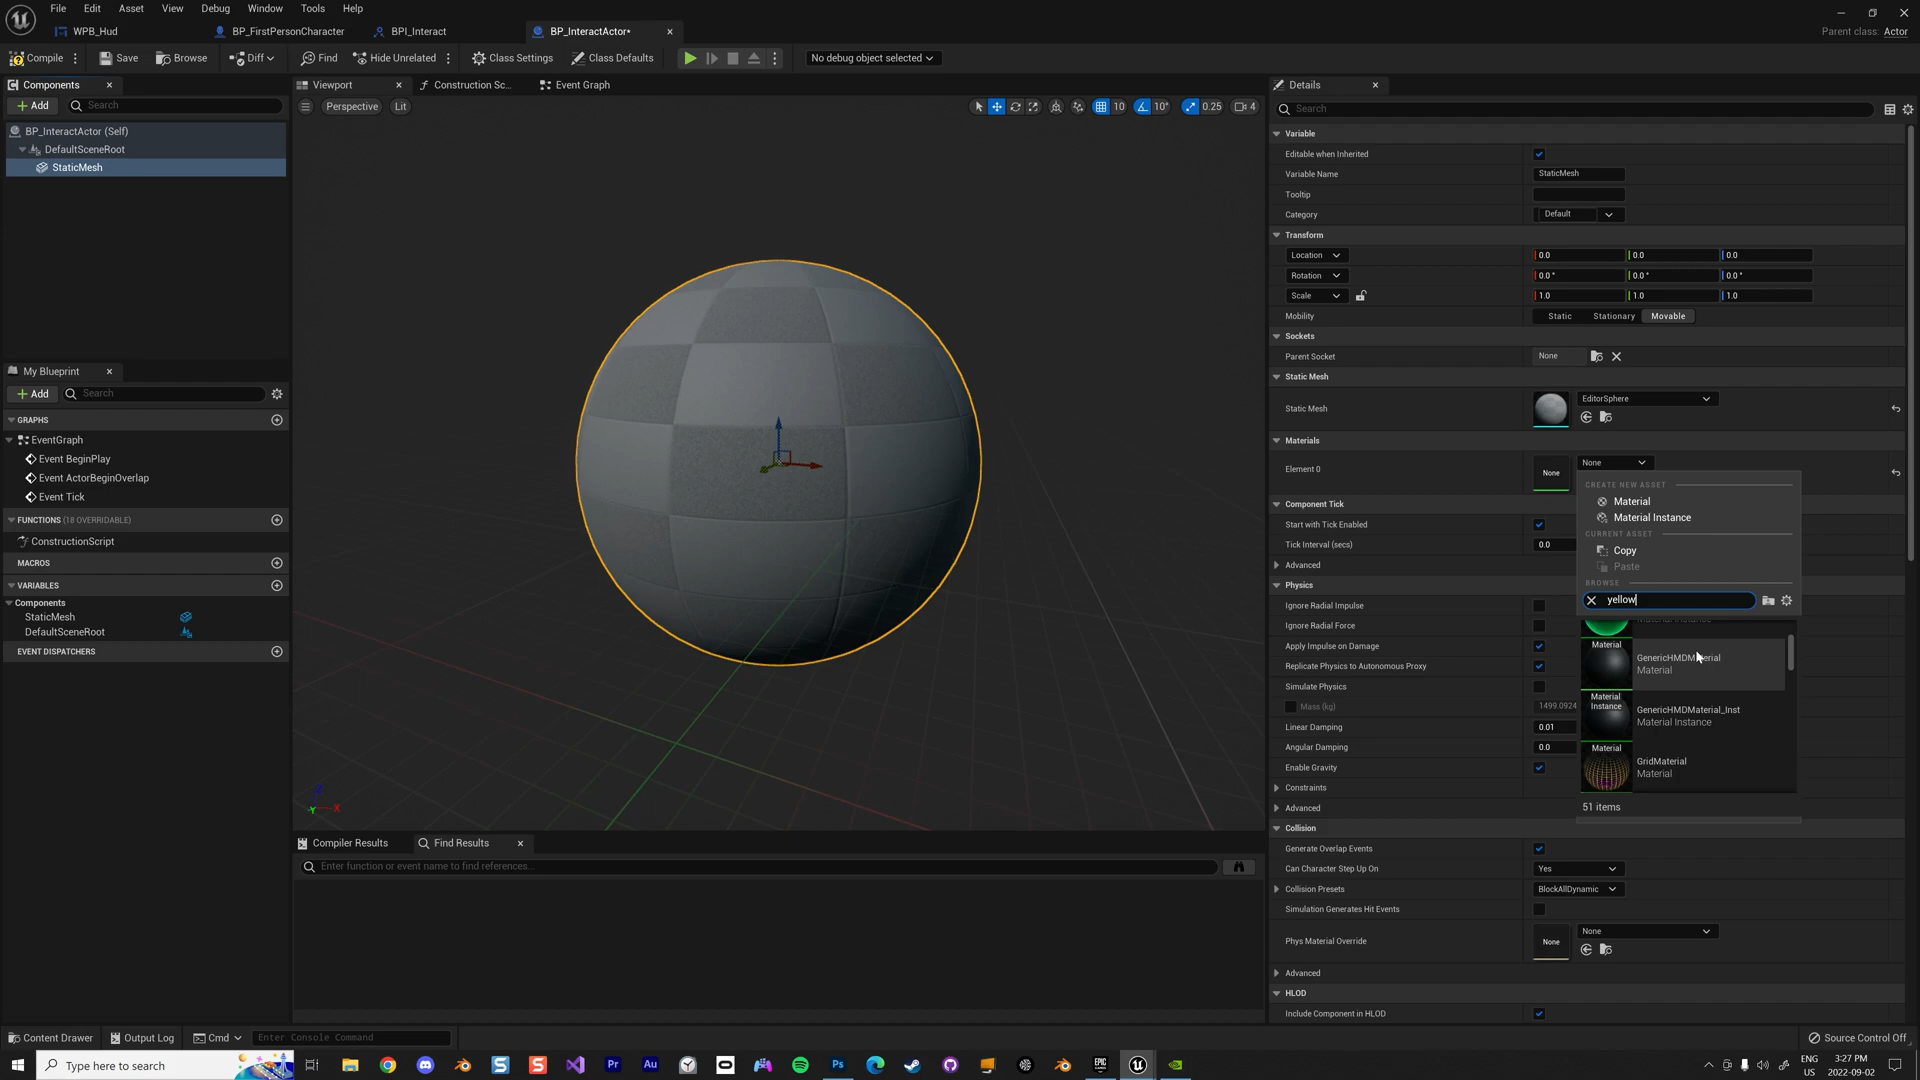 File Edit Asset View Debug Window Tools Help
WPB_Hud BP_FirstPersonCharacter BPI_Interact BP_InteractActor* Parent class: Actor
Compile Save Browse Diff Find Hide Unrelated Class Settings Class Defaults No debug object selected
Components
Add Search
BP_InteractActor (Self)
DefaultSceneRoot
StaticMesh
My Blueprint
Add Search
GRAPHS
EventGraph
Event BeginPlay
Event ActorBeginOverlap
Event Tick
FUNCTIONS (18 OVERRIDABLE)
ConstructionScript
MACROS
VARIABLES
Components
StaticMesh
DefaultSceneRoot
EVENT DISPATCHERS
Viewport Construction Sc... Event Graph
Perspective Lit 10 10° 0.25 4
Z
Y X
Compiler Results Find Results
Enter function or event name to find references...
Details
Search
Variable
Editable when Inherited
Variable Name StaticMesh
Tooltip
Category Default
Transform
Location 0.0 0.0 0.0
Rotation 0.0 ° 0.0 ° 0.0 °
Scale 1.0 1.0 1.0
Mobility Static Stationary Movable
Sockets
Parent Socket None
Static Mesh
Static Mesh EditorSphere
Materials
Element 0 None None
CREATE NEW ASSET
Material
Material Instance
CURRENT ASSET
Copy
Paste
BROWSE
yellow
Material Instance
Material GenericHMDMaterial
Material
Material Instance GenericHMDMaterial_Inst
Material Instance
Material GridMaterial
Material
51 items
Component Tick
Start with Tick Enabled
Tick Interval (secs) 0.0
Advanced
Physics
Ignore Radial Impulse
Ignore Radial Force
Apply Impulse on Damage
Replicate Physics to Autonomous Proxy
Simulate Physics
Mass (kg) 1499.0924
Linear Damping 0.01
Angular Damping 0.0
Enable Gravity
Constraints
Advanced
Collision
Generate Overlap Events
Can Character Step Up On Yes
Collision Presets BlockAllDynamic
Simulation Generates Hit Events
Phys Material Override None None
Advanced
HLOD
Include Component in HLOD
Content Drawer Output Log Cmd Enter Console Command Source Control Off
Type here to search Pr Au Ps EPIC GAMES ENG US 3:27 PM 2022-09-02